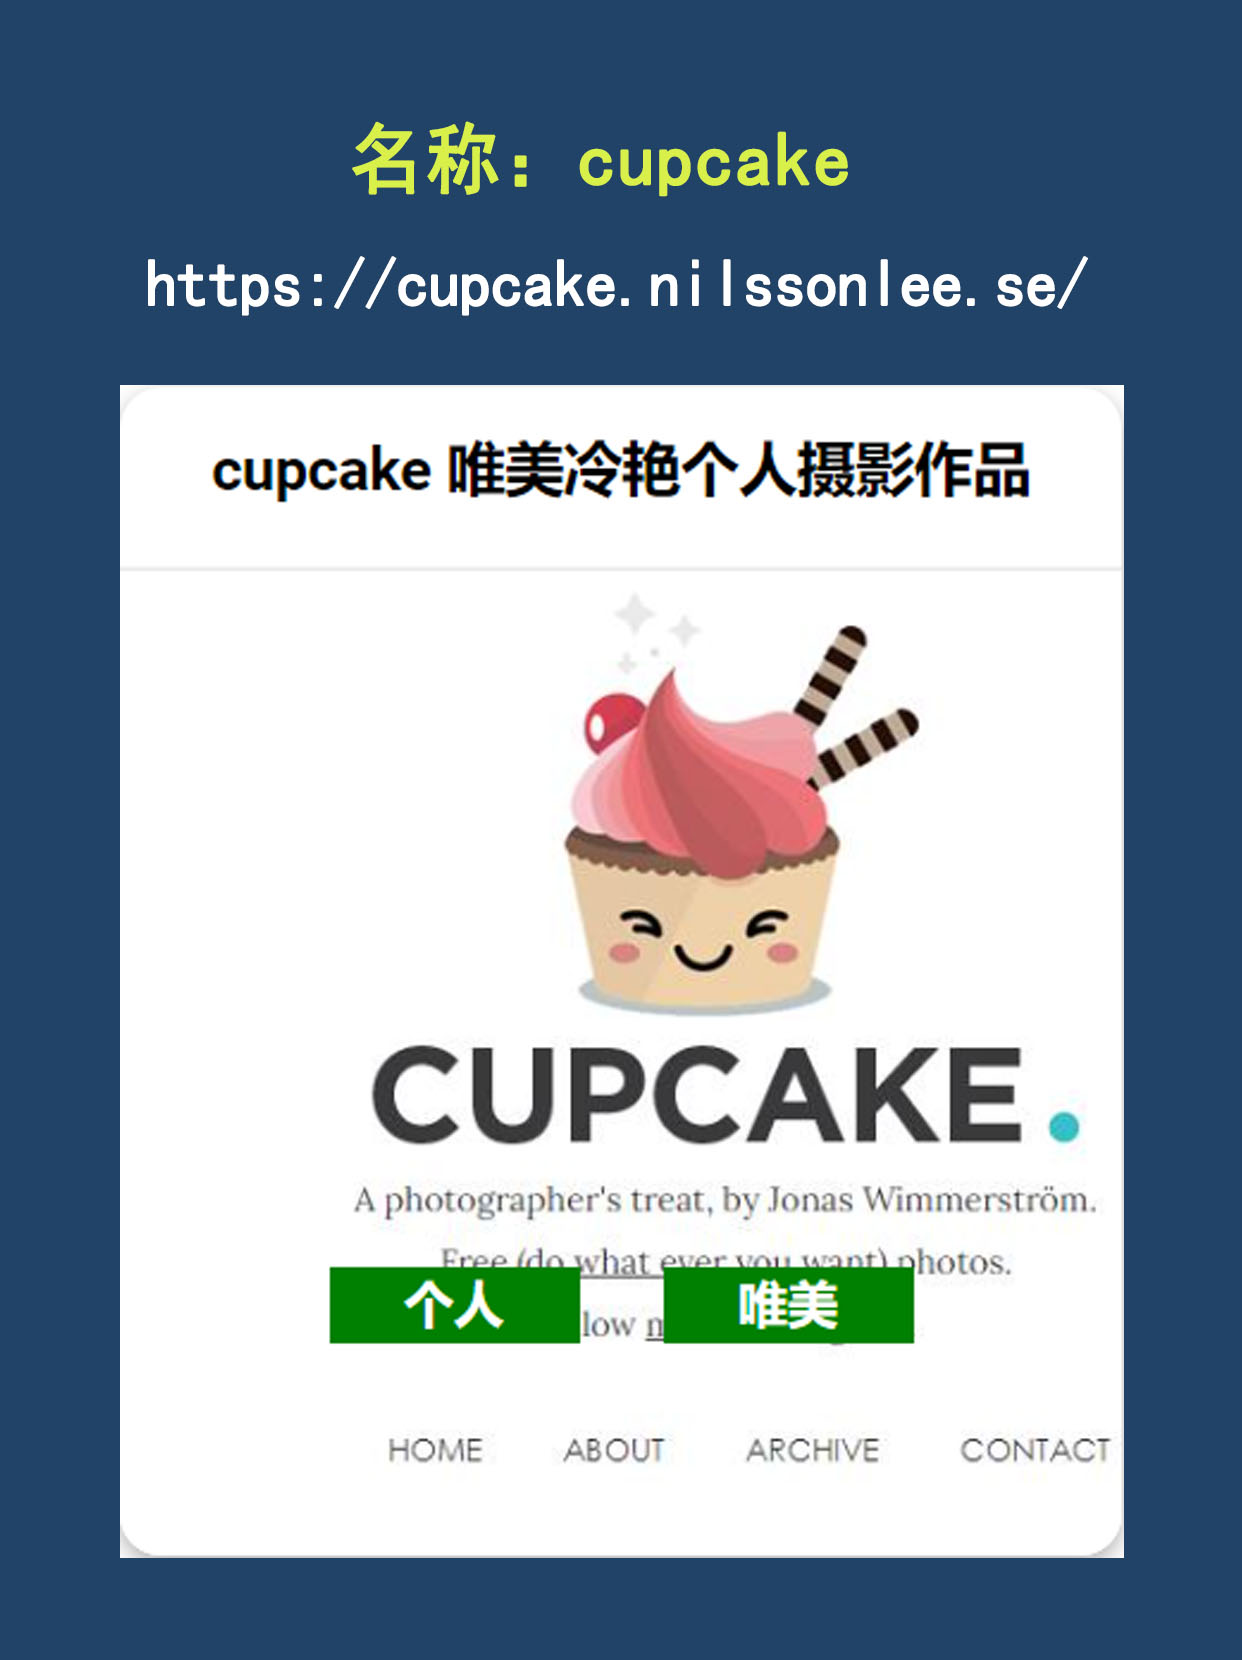 名称：cupcake
https://cupcake.nilssonlee.se/
cupcake 唯美冷艳个人摄影作品
CUPCAKE.
A photographer's treat, by Jonas Wimmerström.
Free (do what ever you want) photos.
个人 low 唯美
HOME ABOUT ARCHIVE CONTACT